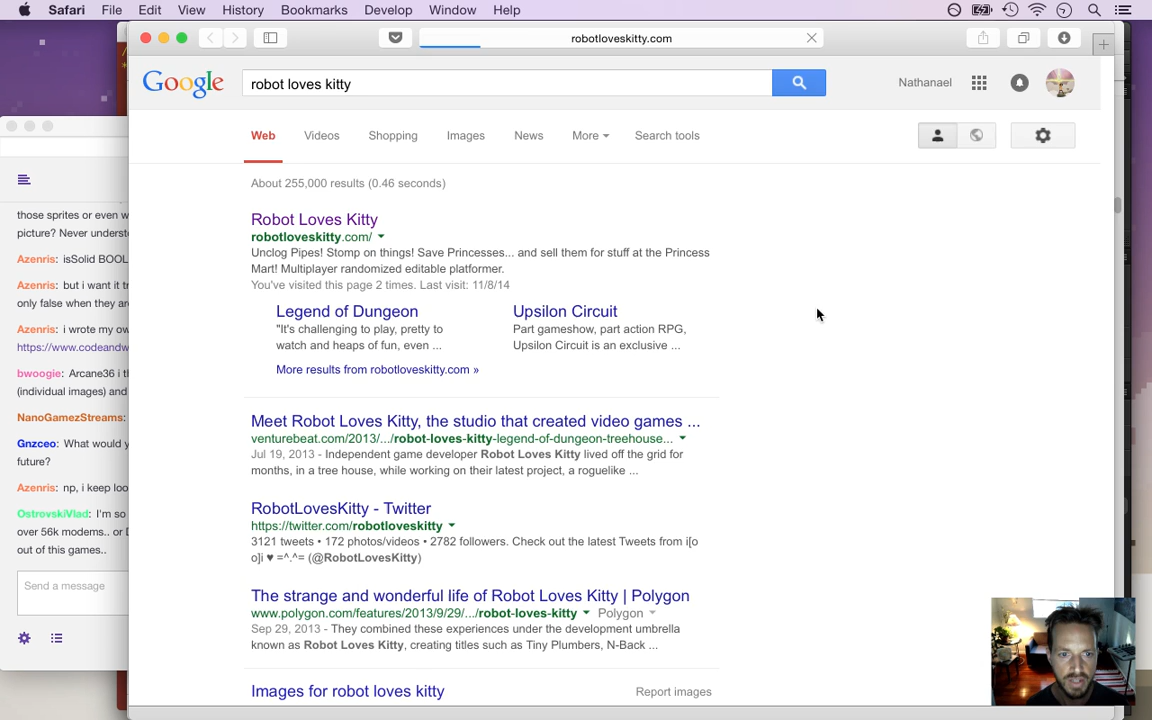 Safari File Edit View History Bookmarks Develop Window Help
robotloveskitty.com
Google robot loves kitty Nathanael
Web Videos Shopping Images News More Search tools
About 255,000 results (0.46 seconds)
Robot Loves Kitty
robotloveskitty.com/
Unclog Pipes! Stomp on things! Save Princesses... and sell them for stuff at the Princess
Mart! Multiplayer randomized editable platformer.
You've visited this page 2 times. Last visit: 11/8/14
Legend of Dungeon
"It's challenging to play, pretty to
watch and heaps of fun, even ...
Upsilon Circuit
Part gameshow, part action RPG,
Upsilon Circuit is an exclusive ...
More results from robotloveskitty.com »
Meet Robot Loves Kitty, the studio that created video games ...
venturebeat.com/2013/.../robot-loves-kitty-legend-of-dungeon-treehouse...
Jul 19, 2013 - Independent game developer Robot Loves Kitty lived off the grid for
months, in a tree house, while working on their latest project, a roguelike ...
RobotLovesKitty - Twitter
https://twitter.com/robotloveskitty
3121 tweets • 172 photos/videos • 2782 followers. Check out the latest Tweets from i[o
o]i ♥ =^.^= (@RobotLovesKitty)
The strange and wonderful life of Robot Loves Kitty | Polygon
www.polygon.com/features/2013/9/29/.../robot-loves-kitty Polygon
Sep 29, 2013 - They combined these experiences under the development umbrella
known as Robot Loves Kitty, creating titles such as Tiny Plumbers, N-Back ...
Images for robot loves kitty Report images
those sprites or even w
picture? Never underst
Azenris: isSolid BOOL
Azenris: but i want it t
only false when they are
Azenris: i wrote my ow
https://www.codeandw
bwoogie: Arcane36 i th
(individual images) and
NanoGamezStreams:
Gnzceo: What would y
future?
Azenris: np, i keep loo
OstrovskiVlad: I'm so
over 56k modems.. or D
out of this games..
Send a message